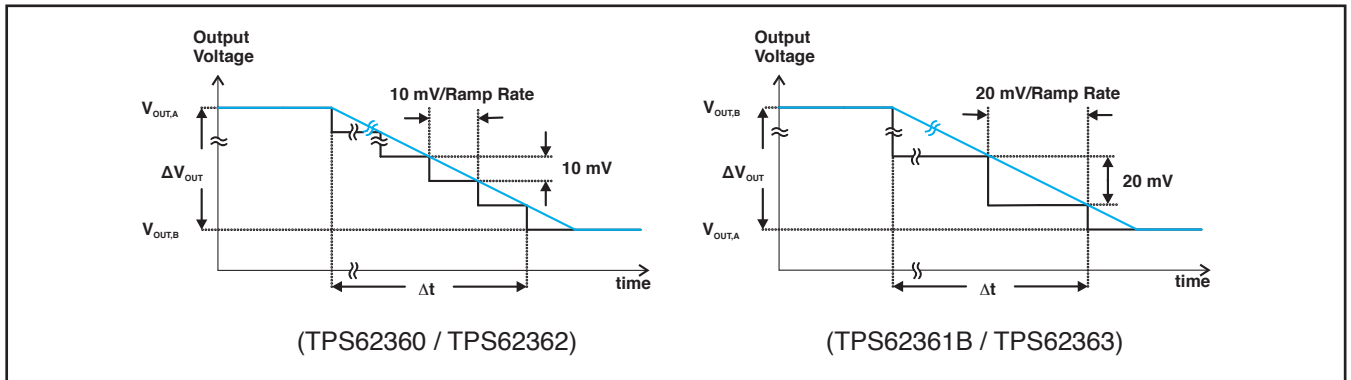 Output
Voltage
10 mV/Ramp Rate
V OUT,A
ΔV OUT
10 mV
V OUT,B
time
Δt
(TPS62360 / TPS62362)
Output
Voltage
20 mV/Ramp Rate
V OUT,B
ΔV OUT
20 mV
V OUT,A
time
Δt
(TPS62361B / TPS62363)